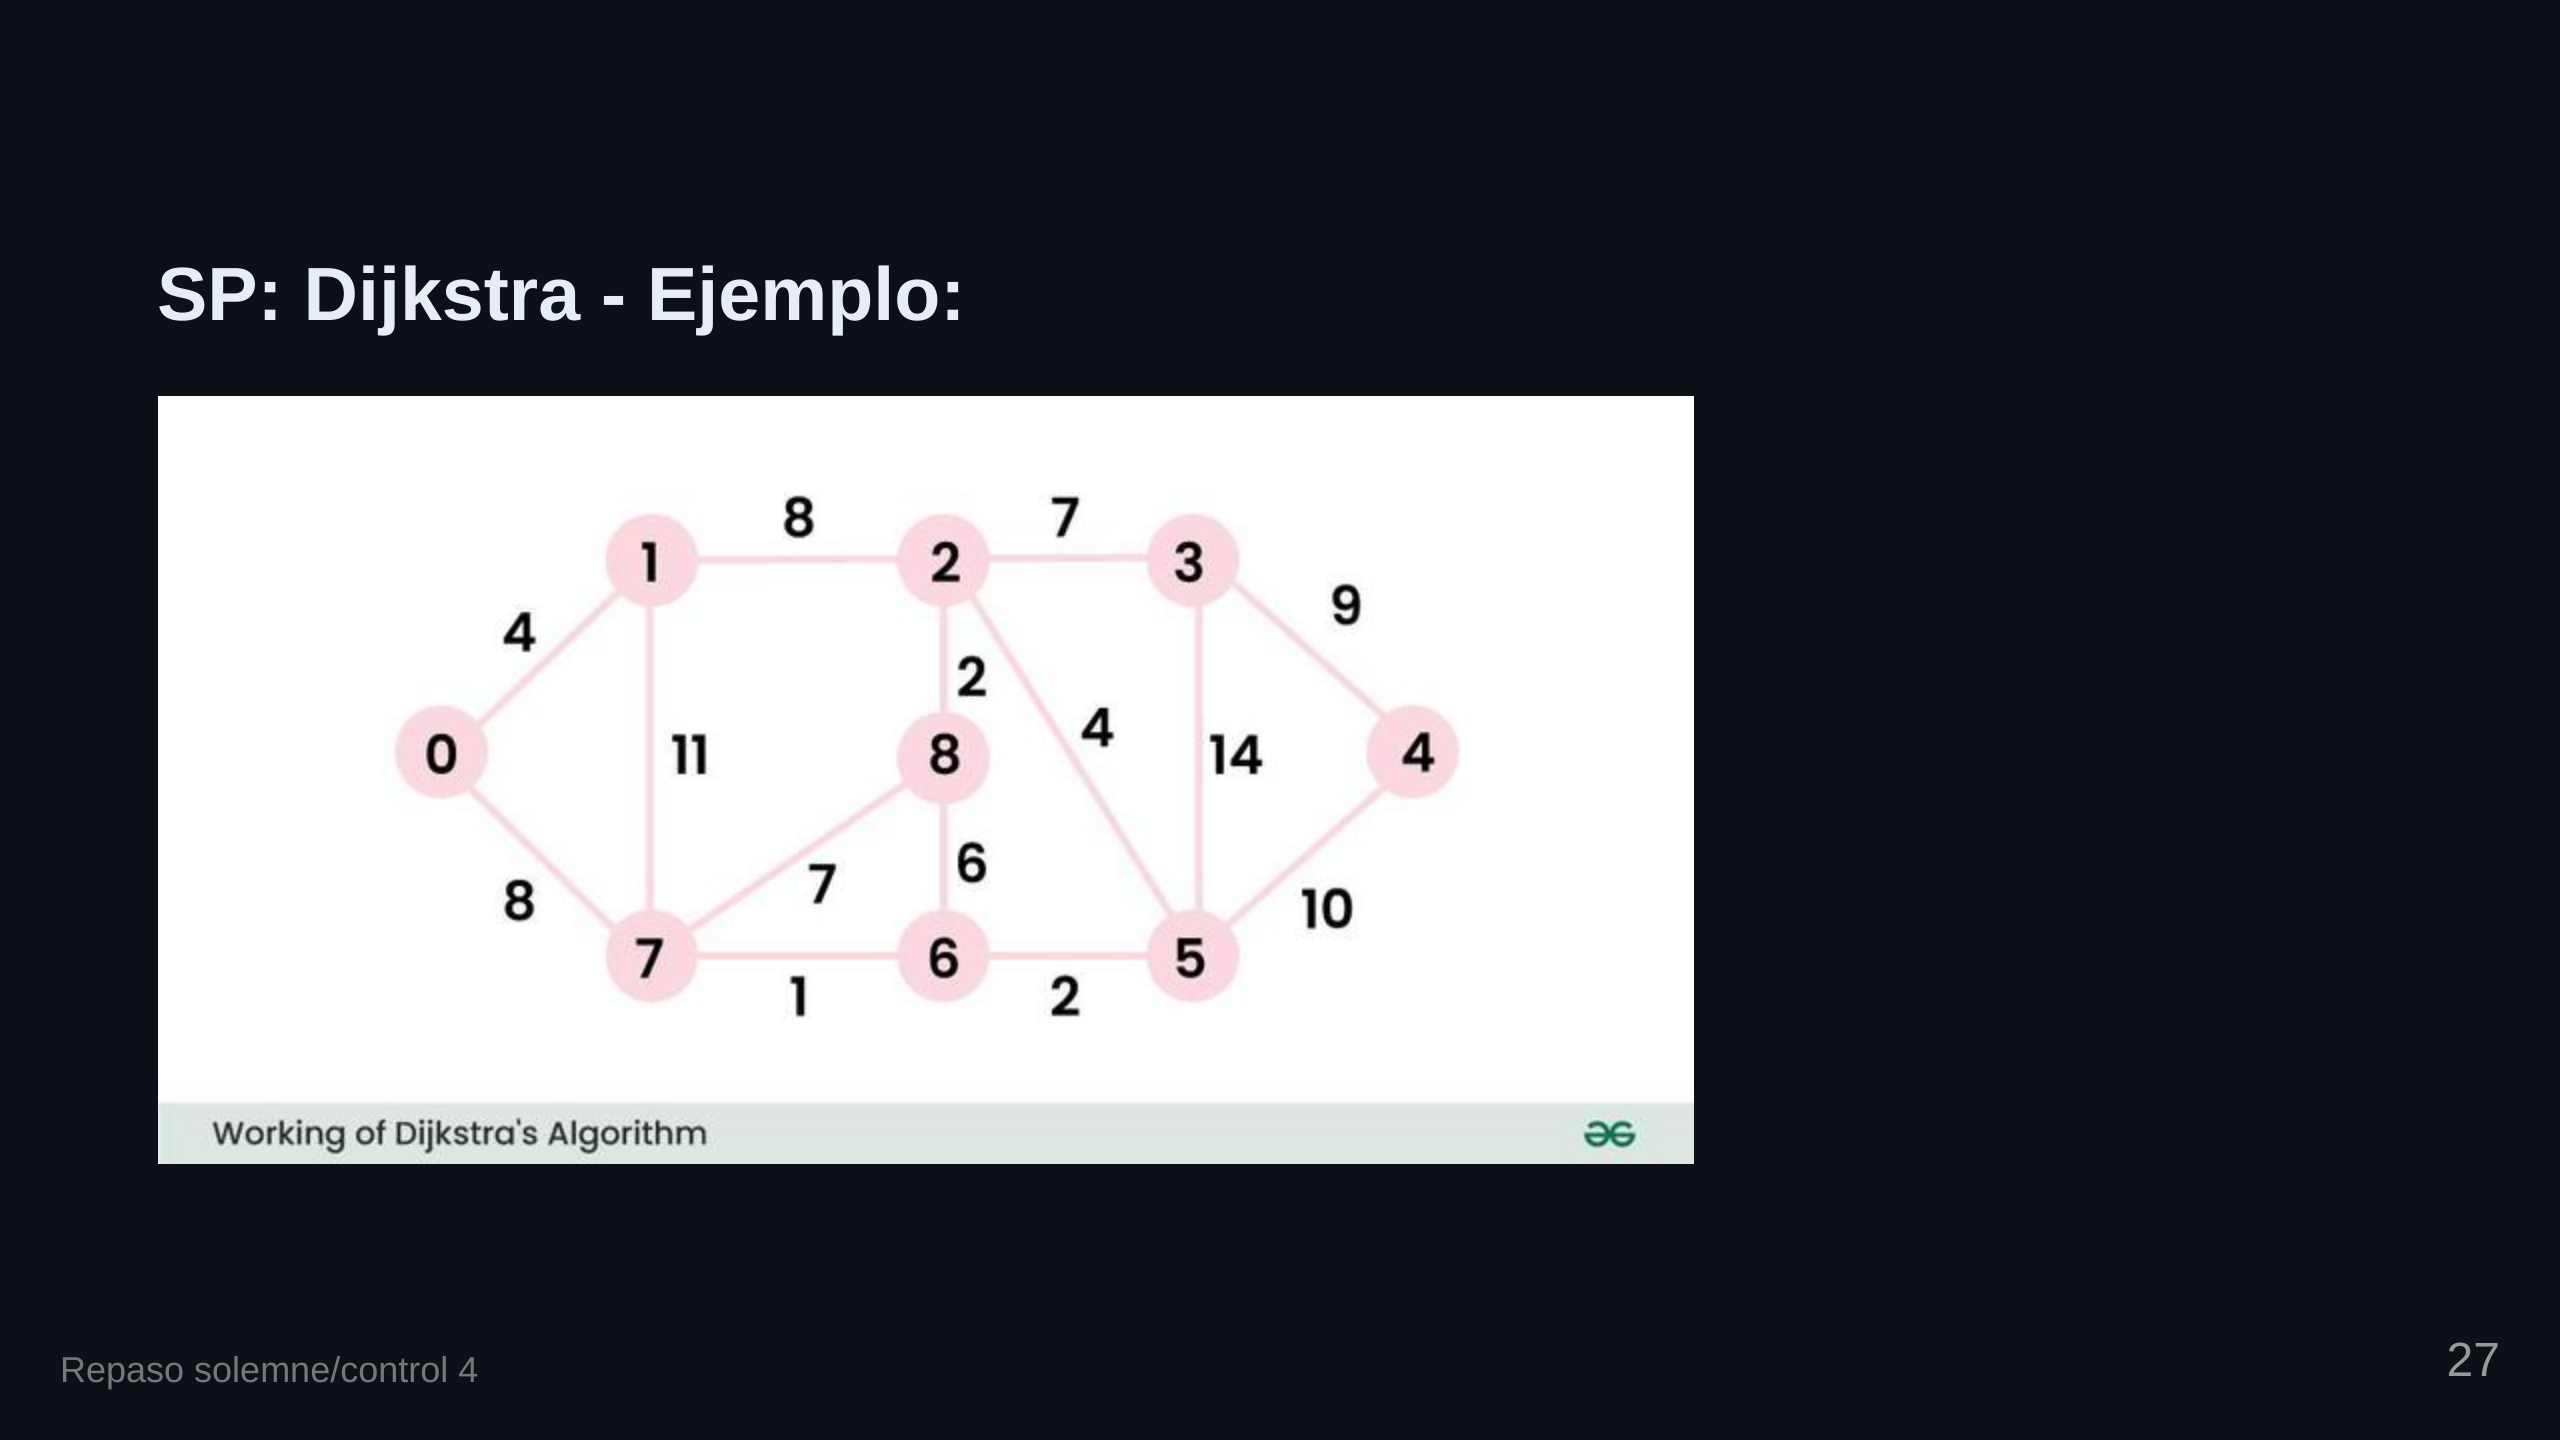 SP: Dijkstra - Ejemplo:
8 7
1 2 3
9
4
2
4
0 11 8 14 4
6
7
8 10
7 6 5
1 2
Working of Dijkstra's Algorithm
Repaso solemne/control 4
27